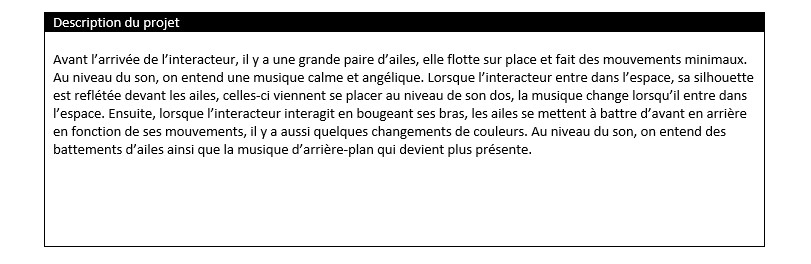 Description du projet
Avant l’arrivée de l’interacteur, il y a une grande paire d’ailes, elle flotte sur place et fait des mouvements minimaux.
Au niveau du son, on entend une musique calme et angélique. Lorsque l’interacteur entre dans l’espace, sa silhouette
est reflétée devant les ailes, celles-ci viennent se placer au niveau de son dos, la musique change lorsqu’il entre dans
l’espace. Ensuite, lorsque l’interacteur interagit en bougeant ses bras, les ailes se mettent à battre d’avant en arrière
en fonction de ses mouvements, il y a aussi quelques changements de couleurs. Au niveau du son, on entend des
battements d’ailes ainsi que la musique d’arrière-plan qui devient plus présente.